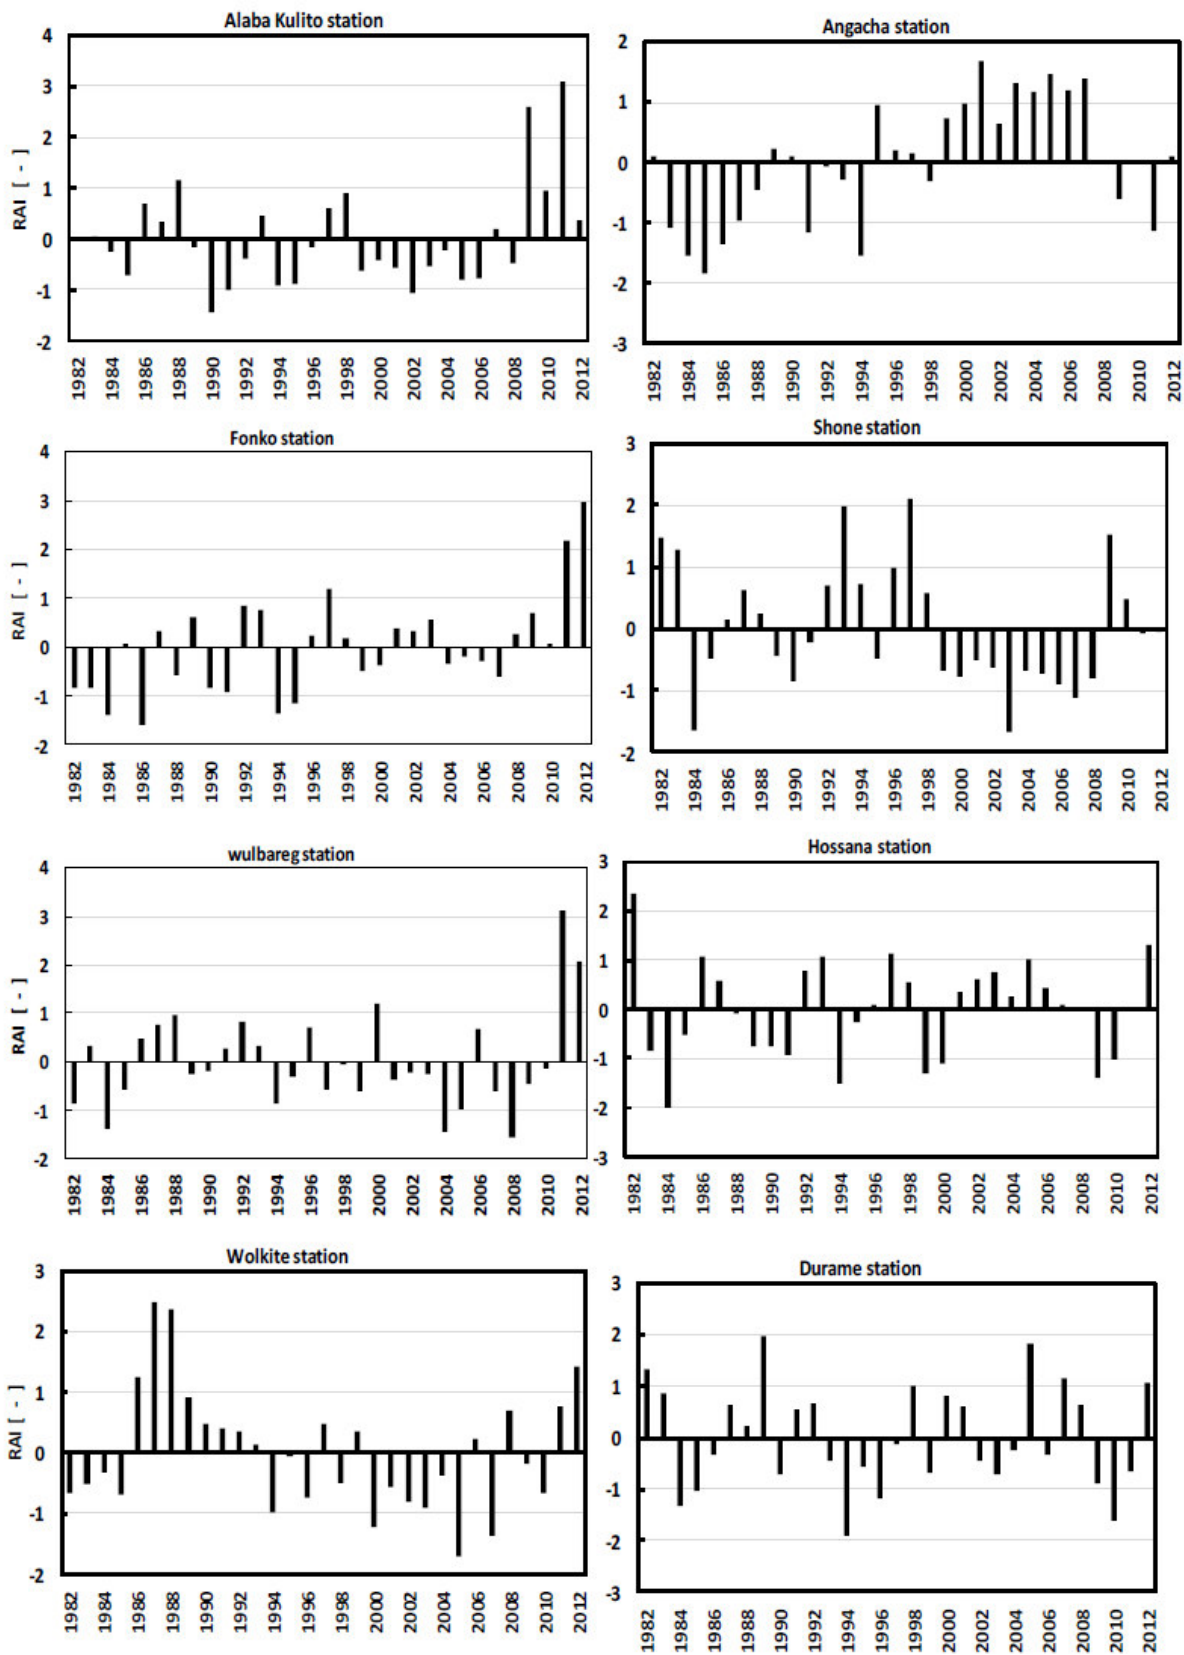 Alaba Kulito station
4
3
2
1
0
-1
-2
RAI [ - ]
1982 1984 1986 1988 1990 1992 1994 1996 1998 2000 2002 2004 2006 2008 2010 2012
Angacha station
2
1
0
-1
-2
-3
1982 1984 1986 1988 1990 1992 1994 1996 1998 2000 2002 2004 2006 2008 2010 2012
Fonko station
4
3
2
1
0
-1
-2
RAI [ - ]
1982 1984 1986 1988 1990 1992 1994 1996 1998 2000 2002 2004 2006 2008 2010 2012
Shone station
3
2
1
0
-1
-2
1982 1984 1986 1988 1990 1992 1994 1996 1998 2000 2002 2004 2006 2008 2010 2012
wulbareg station
4
3
2
1
0
-1
-2
RAI [ - ]
1982 1984 1986 1988 1990 1992 1994 1996 1998 2000 2002 2004 2006 2008 2010 2012
Hossana station
3
2
1
0
-1
-2
-3
1982 1984 1986 1988 1990 1992 1994 1996 1998 2000 2002 2004 2006 2008 2010 2012
Wolkite station
3
2
1
0
-1
-2
RAI [ - ]
1982 1984 1986 1988 1990 1992 1994 1996 1998 2000 2002 2004 2006 2008 2010 2012
Durame station
3
2
1
0
-1
-2
-3
1982 1984 1986 1988 1990 1992 1994 1996 1998 2000 2002 2004 2006 2008 2010 2012